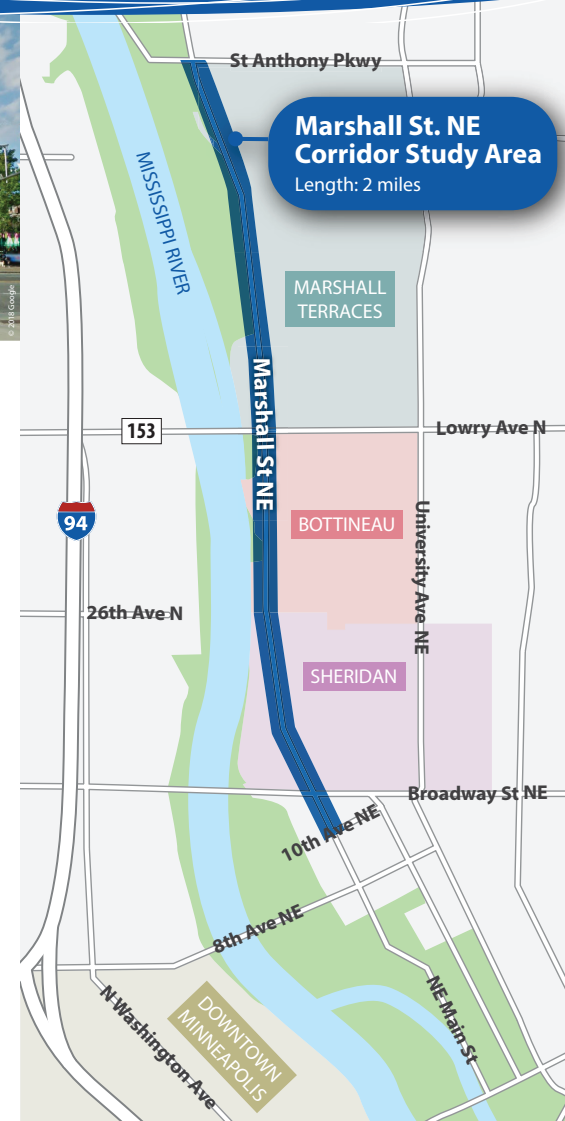 St Anthony Pkwy
Marshall St. NE
Corridor Study Area
Length: 2 miles
MISSISSIPPI RIVER
© 2018 Google
MARSHALL
TERRACES
Marshall St NE
153
Lowry Ave N
94
BOTTINEAU
University Ave NE
26th Ave N
SHERIDAN
Broadway St NE
10th Ave NE
8th Ave NE
N Washington Ave
DOWNTOWN
MINNEAPOLIS
NE Main St